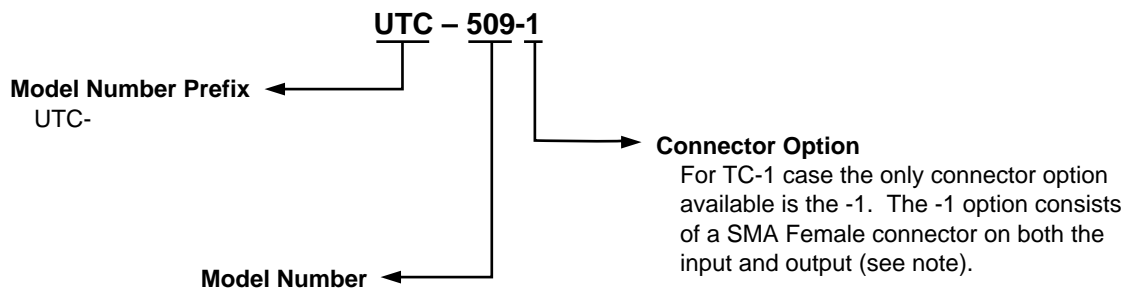 UTC – 509-1
Model Number Prefix
UTC-
Connector Option
For TC-1 case the only connector option
available is the -1.  The -1 option consists
of a SMA Female connector on both the
input and output (see note).
Model Number